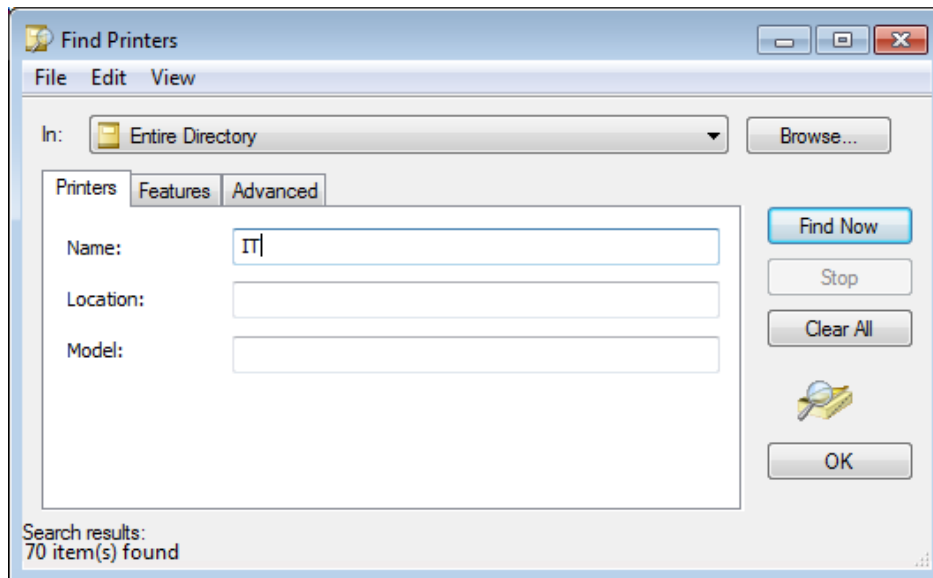 Find Printers
File Edit View
In: Entire Directory Browse...
Printers Features Advanced
Name: IT
Find Now
Stop
Location:
Clear All
Model:
OK
Search results:
70 item(s) found